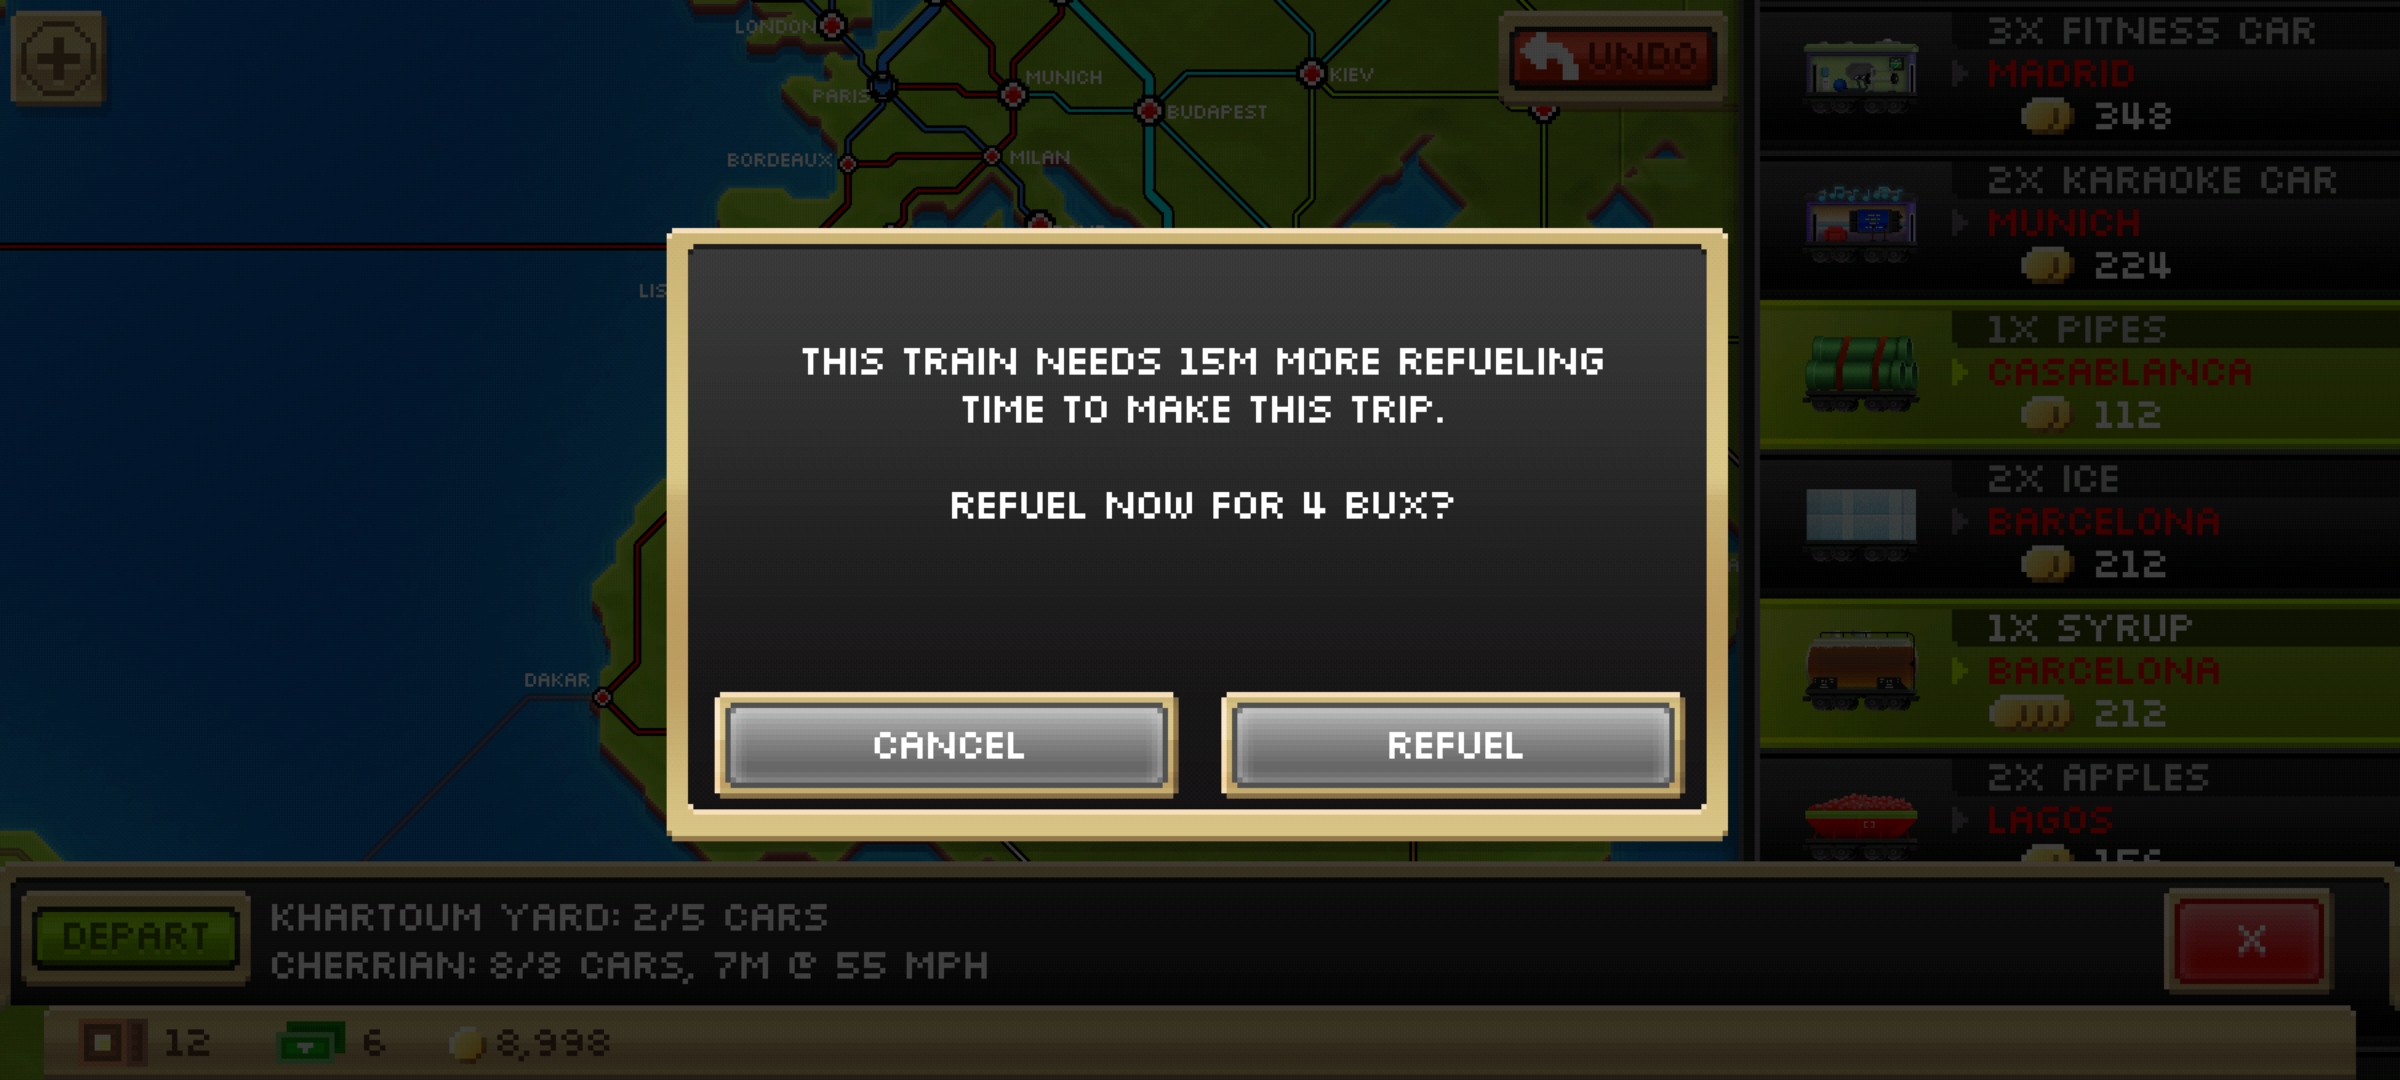 LONDON
PARIS
MUNICH
BUDAPEST
KIEV
BORDEAUX
MILAN
LIS
DAKAR
UNDO
3X FITNESS CAR
MADRID
348
2X KARAOKE CAR
MUNICH
224
1X PIPES
CASABLANCA
112
2X ICE
BARCELONA
212
1X SYRUP
BARCELONA
212
2X APPLES
LAGOS
156
THIS TRAIN NEEDS 15M MORE REFUELING
TIME TO MAKE THIS TRIP.
REFUEL NOW FOR 4 BUX?
CANCEL
REFUEL
DEPART
KHARTOUM YARD: 2/5 CARS
CHERRIAN: 8/8 CARS, 7M @ 55 MPH
X
12
6
8,998